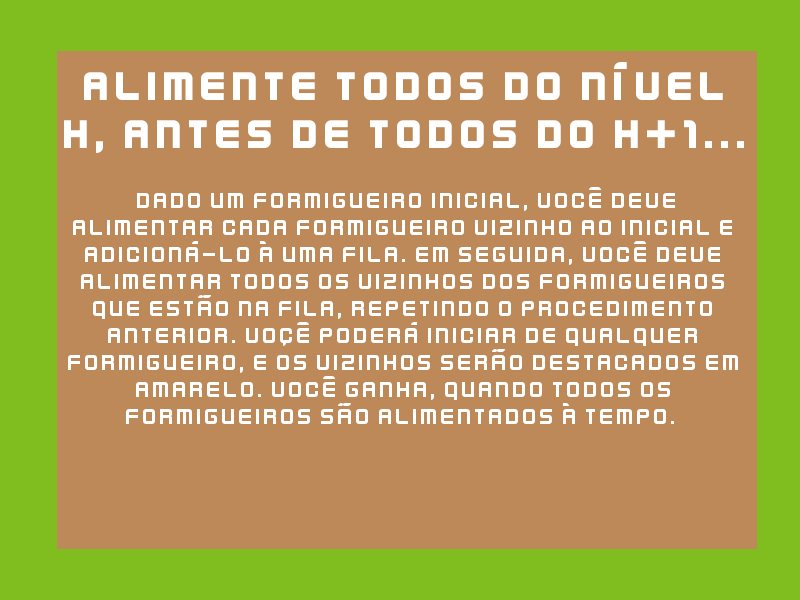 ALIMENTE TODOS DO NÍVEL
H, ANTES DE TODOS DO H+1...
DADO UM FORMIGUEIRO INICIAL, VOCÊ DEVE
ALIMENTAR CADA FORMIGUEIRO VIZINHO AO INICIAL E
ADICIONÁ-LO À UMA FILA. EM SEGUIDA, VOCÊ DEVE
ALIMENTAR TODOS OS VIZINHOS DOS FORMIGUEIROS
QUE ESTÃO NA FILA, REPETINDO O PROCEDIMENTO
ANTERIOR. VOÇÊ PODERÁ INICIAR DE QUALQUER
FORMIGUEIRO, E OS VIZINHOS SERÃO DESTACADOS EM
AMARELO. VOCÊ GANHA, QUANDO TODOS OS
FORMIGUEIROS SÃO ALIMENTADOS À TEMPO.